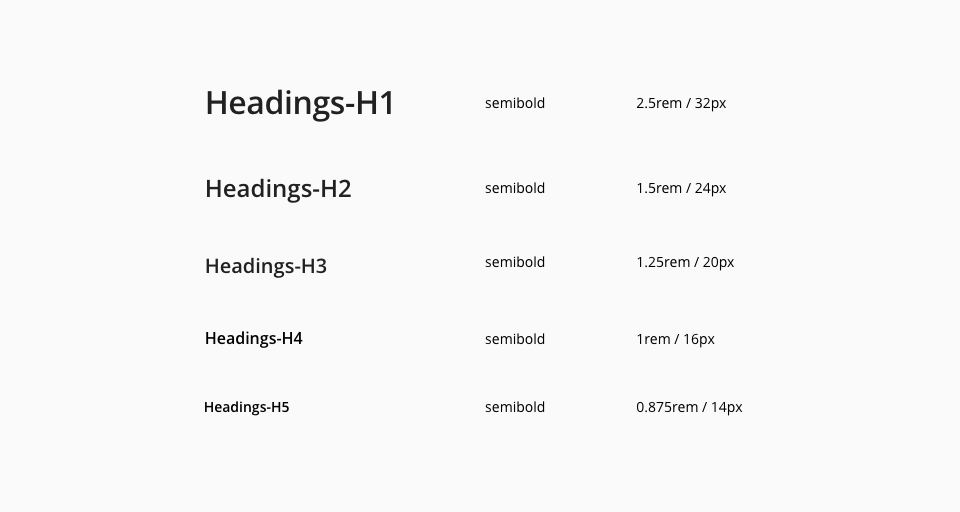 Headings-H1 semibold 2.5rem / 32px
Headings-H2 semibold 1.5rem / 24px
Headings-H3 semibold 1.25rem / 20px
Headings-H4 semibold 1rem / 16px
Headings-H5 semibold 0.875rem / 14px